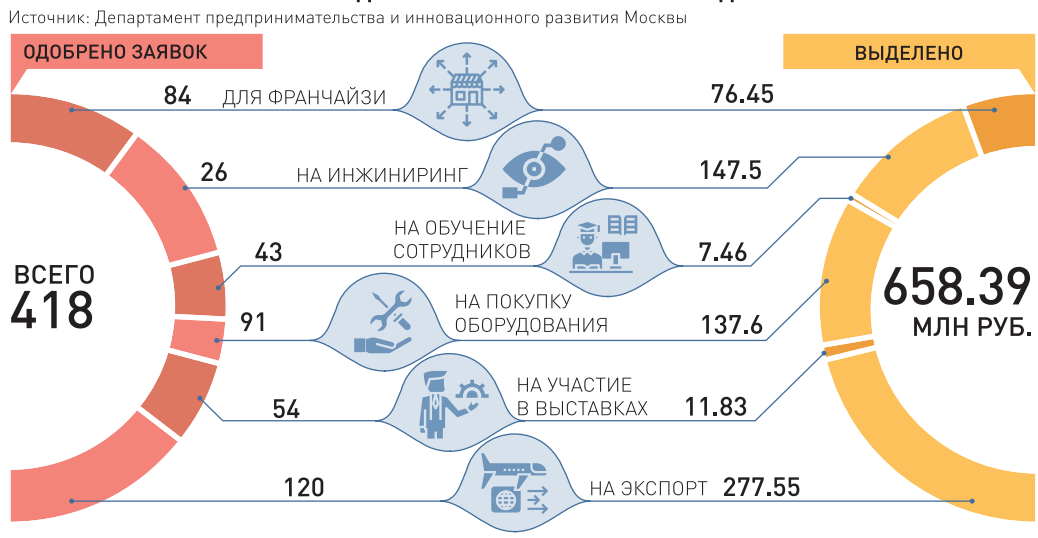 Источник: Департамент предпринимательства и инновационного развития Москвы
ОДОБРЕНО ЗАЯВОК
ВЫДЕЛЕНО
84 ДЛЯ ФРАНЧАЙЗИ 76.45
26 НА ИНЖИНИРИНГ 147.5
43 НА ОБУЧЕНИЕ
СОТРУДНИКОВ 7.46
ВСЕГО
418
91 НА ПОКУПКУ
ОБОРУДОВАНИЯ 137.6
658.39
МЛН РУБ.
54 НА УЧАСТИЕ
В ВЫСТАВКАХ 11.83
120 НА ЭКСПОРТ 277.55